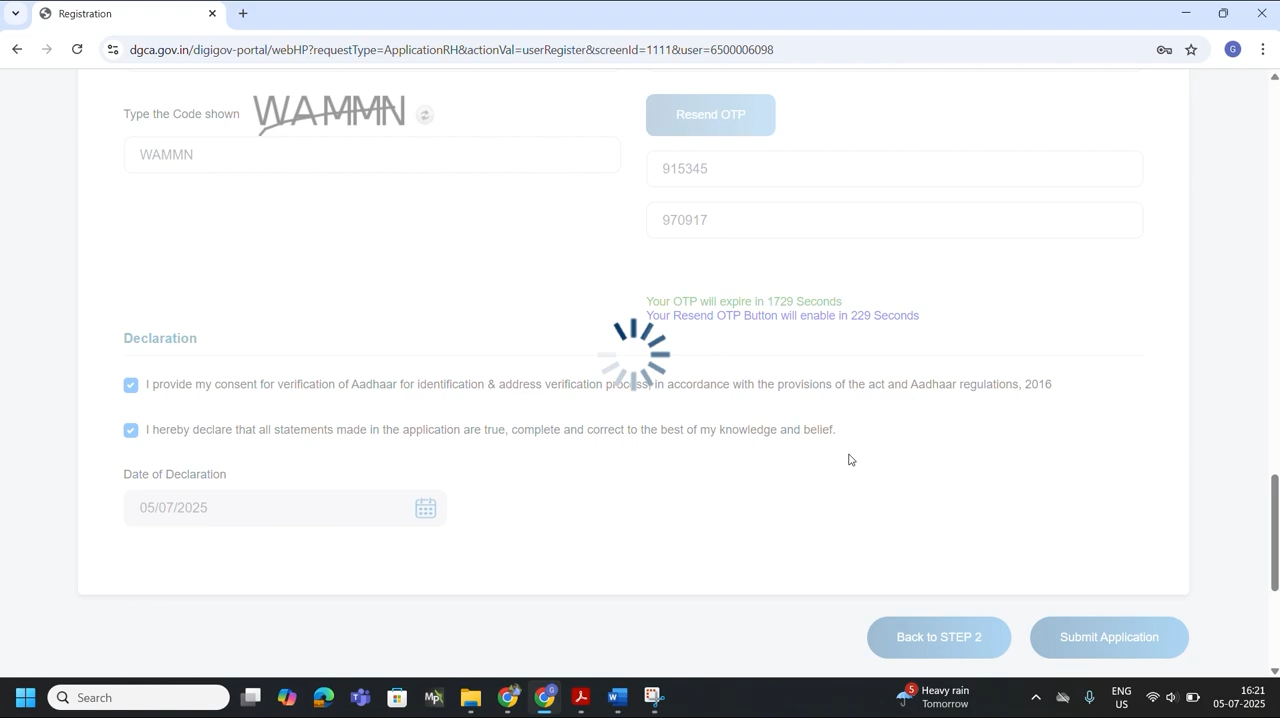 Registration
dgca.gov.in/digigov-portal/webHP?requestType=ApplicationRH&actionVal=userRegister&screenId=1111&user=6500006098
G
Type the Code shown WAMMN
Resend OTP
WAMMN
915345
970917
Your OTP will expire in 1729 Seconds
Your Resend OTP Button will enable in 229 Seconds
Declaration
I provide my consent for verification of Aadhaar for identification & address verification process, in accordance with the provisions of the act and Aadhaar regulations, 2016
I hereby declare that all statements made in the application are true, complete and correct to the best of my knowledge and belief.
Date of Declaration
05/07/2025
Back to STEP 2
Submit Application
Search
5
Heavy rain
Tomorrow
ENG
US
16:21
05-07-2025